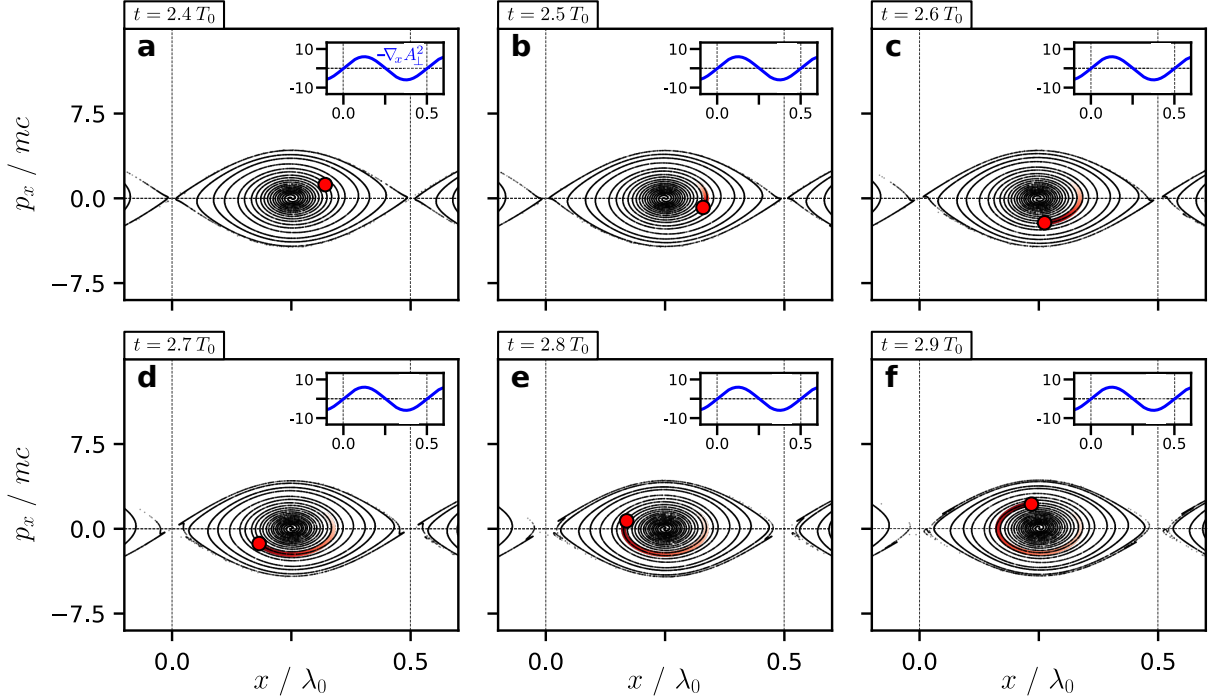 t = 2.4 T₀
t = 2.5 T₀
t = 2.6 T₀
a
b
c
10
-10
0.0
0.5
-∇ₓA²⊥
10
-10
0.0
0.5
10
-10
0.0
0.5
7.5
0.0
−7.5
pₓ / mc
t = 2.7 T₀
t = 2.8 T₀
t = 2.9 T₀
d
e
f
10
-10
0.0
0.5
10
-10
0.0
0.5
10
-10
0.0
0.5
7.5
0.0
−7.5
pₓ / mc
0.0
0.5
0.0
0.5
0.0
0.5
x / λ₀
x / λ₀
x / λ₀